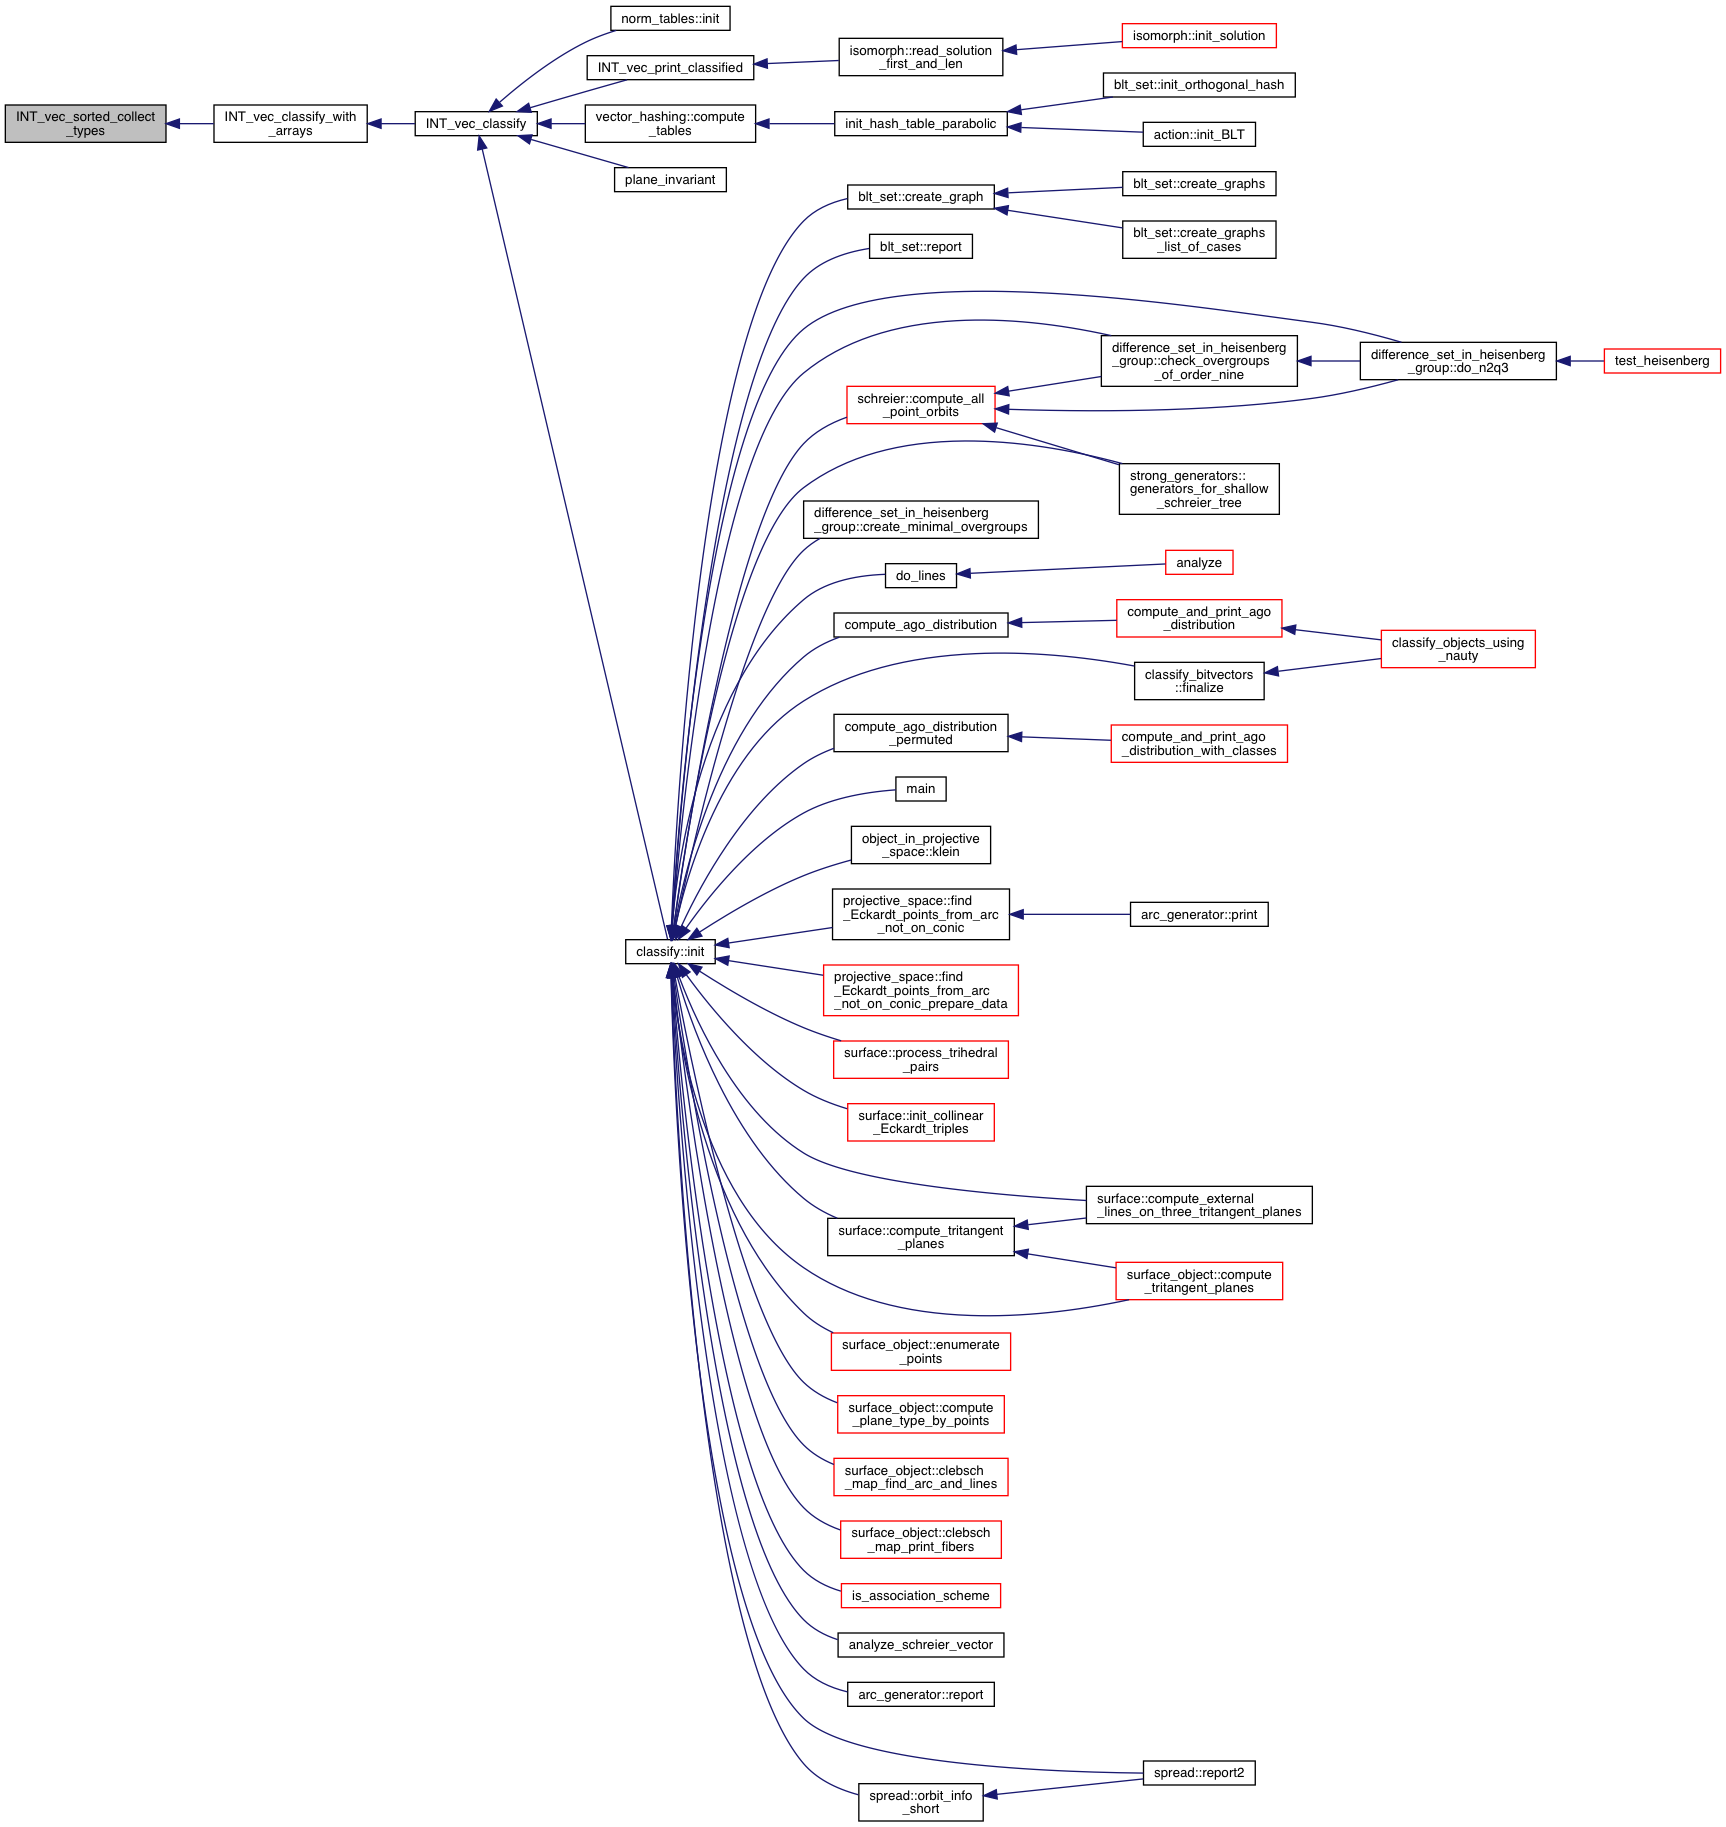 norm_tables::init
INT_vec_print_classified
isomorph::read_solution
_first_and_len
isomorph::init_solution
INT_vec_sorted_collect
_types
INT_vec_classify_with
_arrays
INT_vec_classify
vector_hashing::compute
_tables
init_hash_table_parabolic
blt_set::init_orthogonal_hash
action::init_BLT
plane_invariant
blt_set::create_graph
blt_set::create_graphs
blt_set::create_graphs
_list_of_cases
blt_set::report
difference_set_in_heisenberg
_group::check_overgroups
_of_order_nine
difference_set_in_heisenberg
_group::do_n2q3
test_heisenberg
schreier::compute_all
_point_orbits
strong_generators::
generators_for_shallow
_schreier_tree
difference_set_in_heisenberg
_group::create_minimal_overgroups
do_lines
analyze
compute_ago_distribution
compute_and_print_ago
_distribution
classify_objects_using
_nauty
classify_bitvectors
::finalize
compute_ago_distribution
_permuted
compute_and_print_ago
_distribution_with_classes
main
object_in_projective
_space::klein
projective_space::find
_Eckardt_points_from_arc
_not_on_conic
arc_generator::print
classify::init
projective_space::find
_Eckardt_points_from_arc
_not_on_conic_prepare_data
surface::process_trihedral
_pairs
surface::init_collinear
_Eckardt_triples
surface::compute_external
_lines_on_three_tritangent_planes
surface::compute_tritangent
_planes
surface_object::compute
_tritangent_planes
surface_object::enumerate
_points
surface_object::compute
_plane_type_by_points
surface_object::clebsch
_map_find_arc_and_lines
surface_object::clebsch
_map_print_fibers
is_association_scheme
analyze_schreier_vector
arc_generator::report
spread::report2
spread::orbit_info
_short